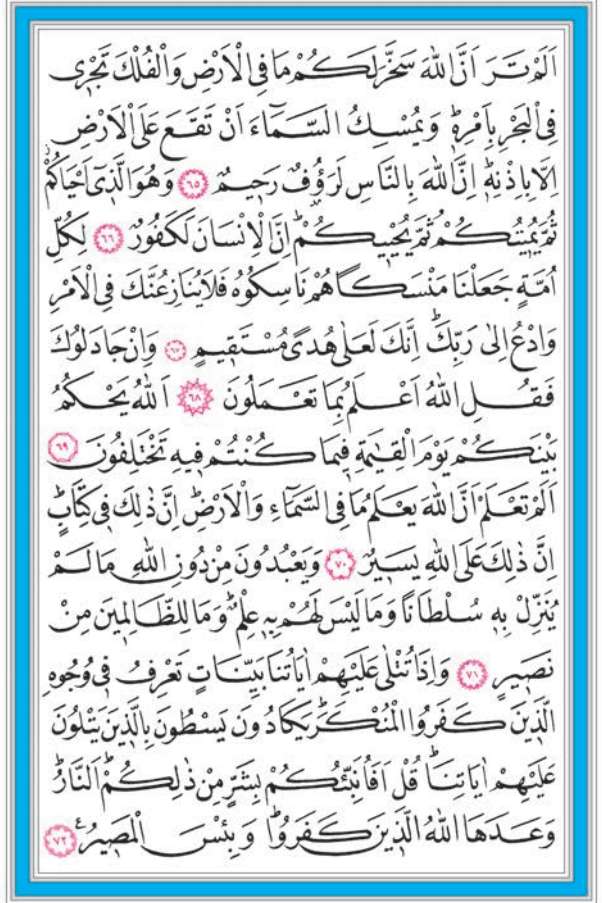 اَلَمْ تَرَ اَنَّ اللّٰهَ سَخَّرَ لَكُمْ مَا فِي الْاَرْضِ وَالْفُلْكَ تَجْرٖي
فِي الْبَحْرِ بِاَمْرِهٖؕ وَيُمْسِكُ السَّمَٓاءَ اَنْ تَقَعَ عَلَى الْاَرْضِ
اِلَّا بِاِذْنِهٖؕ اِنَّ اللّٰهَ بِالنَّاسِ لَرَؤُفٌ رَحٖيمٌ ﴿٦٥﴾ وَهُوَ الَّذٖٓي اَحْيَاكُمْؗ
ثُمَّ يُمٖيتُكُمْ ثُمَّ يُحْيٖيكُمْؕ اِنَّ الْاِنْسَانَ لَكَفُورٌ ﴿٦٦﴾ لِكُلِّ
اُمَّةٍ جَعَلْنَا مَنْسَكاً هُمْ نَاسِكُوهُ فَلَا يُنَازِعُنَّكَ فِي الْاَمْرِ
وَادْعُ اِلٰى رَبِّكَؕ اِنَّكَ لَعَلٰى هُدًى مُسْتَقٖيمٍ ﴿٦٧﴾ وَاِنْ جَادَلُوكَ
فَقُلِ اللّٰهُ اَعْلَمُ بِمَا تَعْمَلُونَ ﴿٦٨﴾ اَللّٰهُ يَحْكُمُ
بَيْنَكُمْ يَوْمَ الْقِيٰمَةِ فٖيمَا كُنْتُمْ فٖيهِ تَخْتَلِفُونَ ﴿٦٩﴾
اَلَمْ تَعْلَمْ اَنَّ اللّٰهَ يَعْلَمُ مَا فِي السَّمَٓاءِ وَالْاَرْضِؕ اِنَّ ذٰلِكَ فٖي كِتَابٍؕ
اِنَّ ذٰلِكَ عَلَى اللّٰهِ يَسٖيرٌ ﴿٧٠﴾ وَيَعْبُدُونَ مِنْ دُونِ اللّٰهِ مَا لَمْ
يُنَزِّلْ بِهٖ سُلْطَاناً وَمَا لَيْسَ لَهُمْ بِهٖ عِلْمٌؕ وَمَا لِلظَّالِمٖينَ مِنْ
نَصٖيرٍ ﴿٧١﴾ وَاِذَا تُتْلٰى عَلَيْهِمْ اٰيَاتُنَا بَيِّنَاتٍ تَعْرِفُ فٖي وُجُوهِ
الَّذٖينَ كَفَرُوا الْمُنْكَرَؕ يَكَادُونَ يَسْطُونَ بِالَّذٖينَ يَتْلُونَ
عَلَيْهِمْ اٰيَاتِنَاؕ قُلْ اَفَاُنَبِّئُكُمْ بِشَرٍّ مِنْ ذٰلِكُمْؕ اَلنَّارُؕ
وَعَدَهَا اللّٰهُ الَّذٖينَ كَفَرُواؕ وَبِئْسَ الْمَصٖيرُ۟ ﴿٧٢﴾